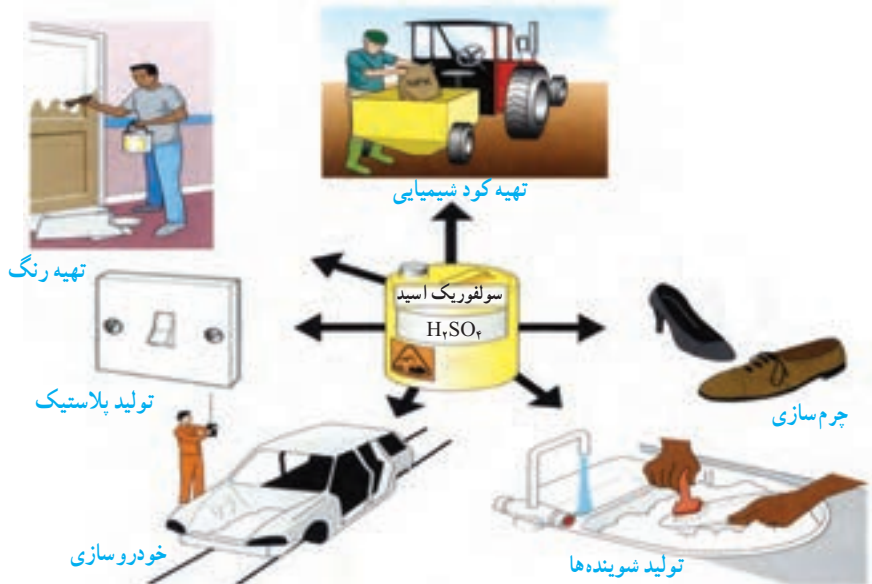 تهیه کود شیمیایی
تهیه رنگ
سولفوریک اسید
H₂SO₄
تولید پلاستیک
چرم‌سازی
خودروسازی
تولید شوینده‌ها